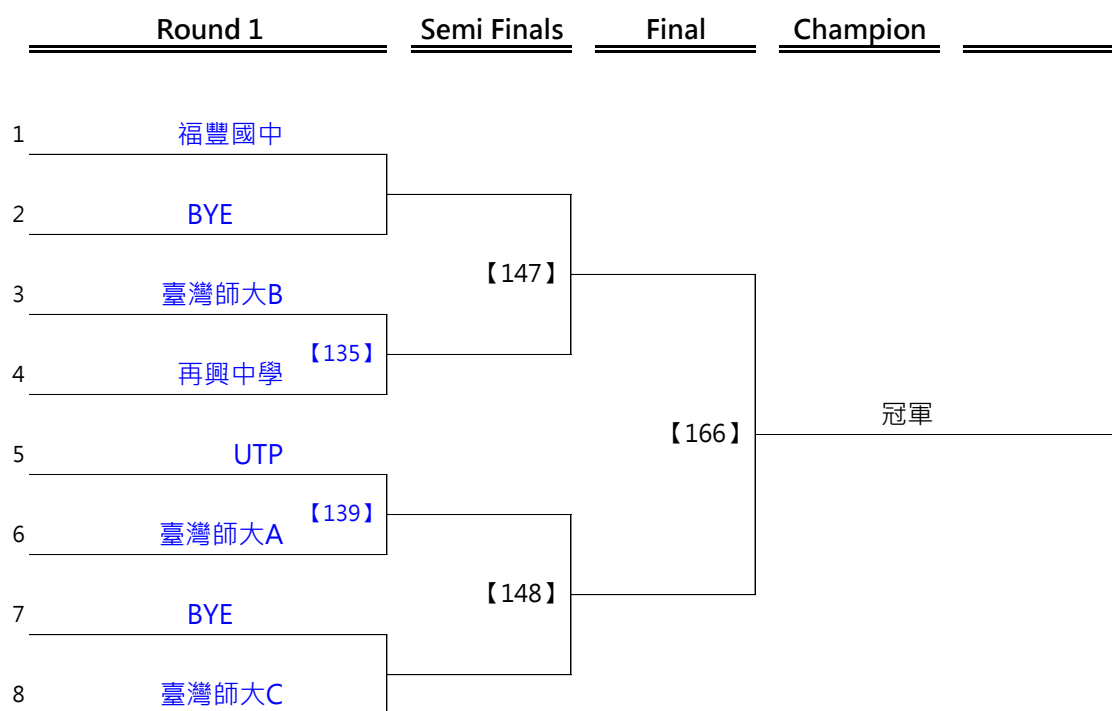 Round 1 Semi Finals Final Champion
1 福豐國中
2 BYE
【147】
3 臺灣師大B
【135】
4 再興中學
冠軍
【166】
5 UTP
【139】
6 臺灣師大A
【148】
7 BYE
8 臺灣師大C